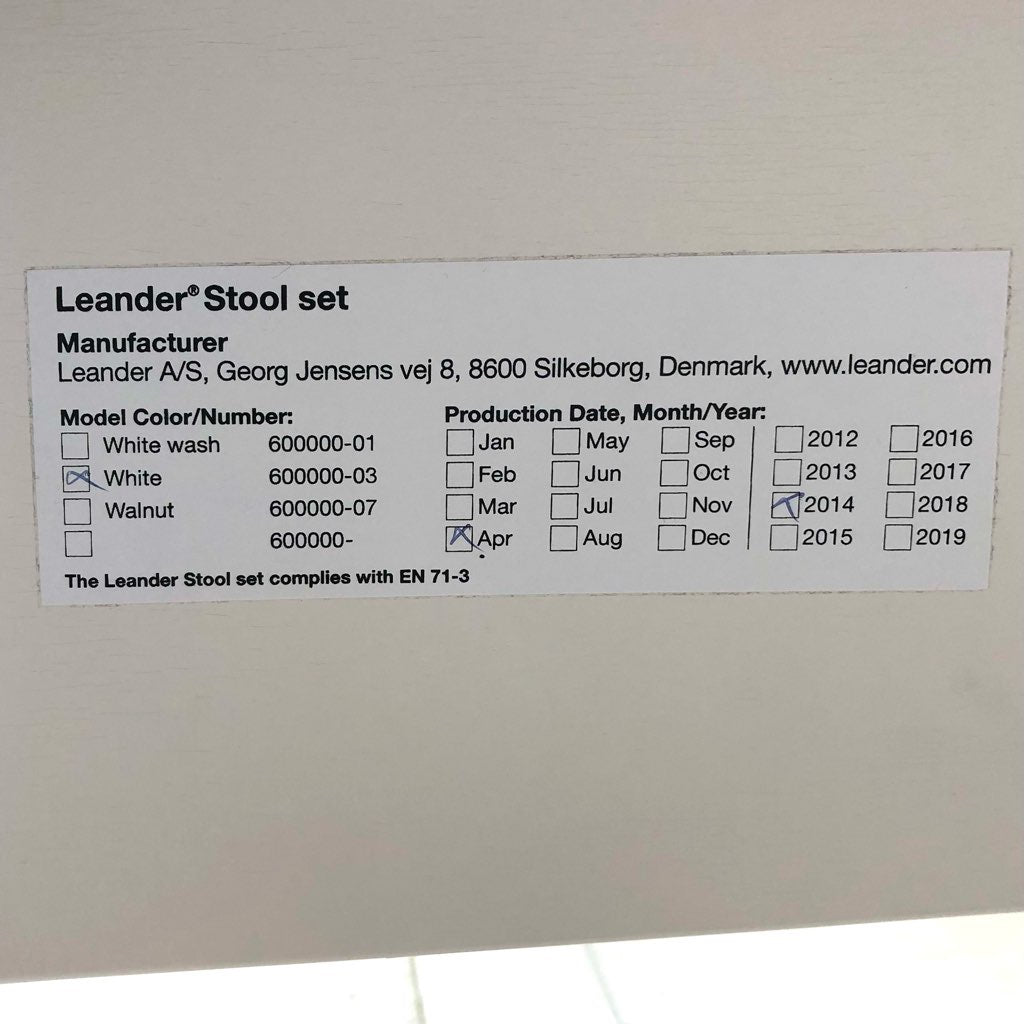 Leander® Stool set
Manufacturer
Leander A/S, Georg Jensens vej 8, 8600 Silkeborg, Denmark, www.leander.com
Model Color/Number:
White wash 600000-01
White 600000-03
Walnut 600000-07
600000-
Production Date, Month/Year:
Jan May Sep 2012 2016
Feb Jun Oct 2013 2017
Mar Jul Nov 2014 2018
Apr Aug Dec 2015 2019
The Leander Stool set complies with EN 71-3